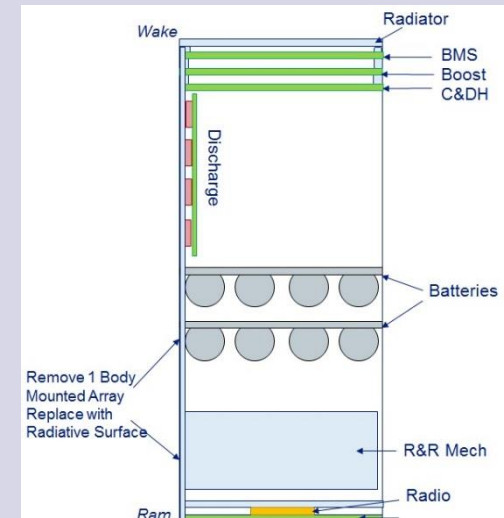 Wake
Radiator
BMS
Boost
C&DH
Discharge
Batteries
Remove 1 Body
Mounted Array
Replace with
Radiative Surface
R&R Mech
Radio
Ram